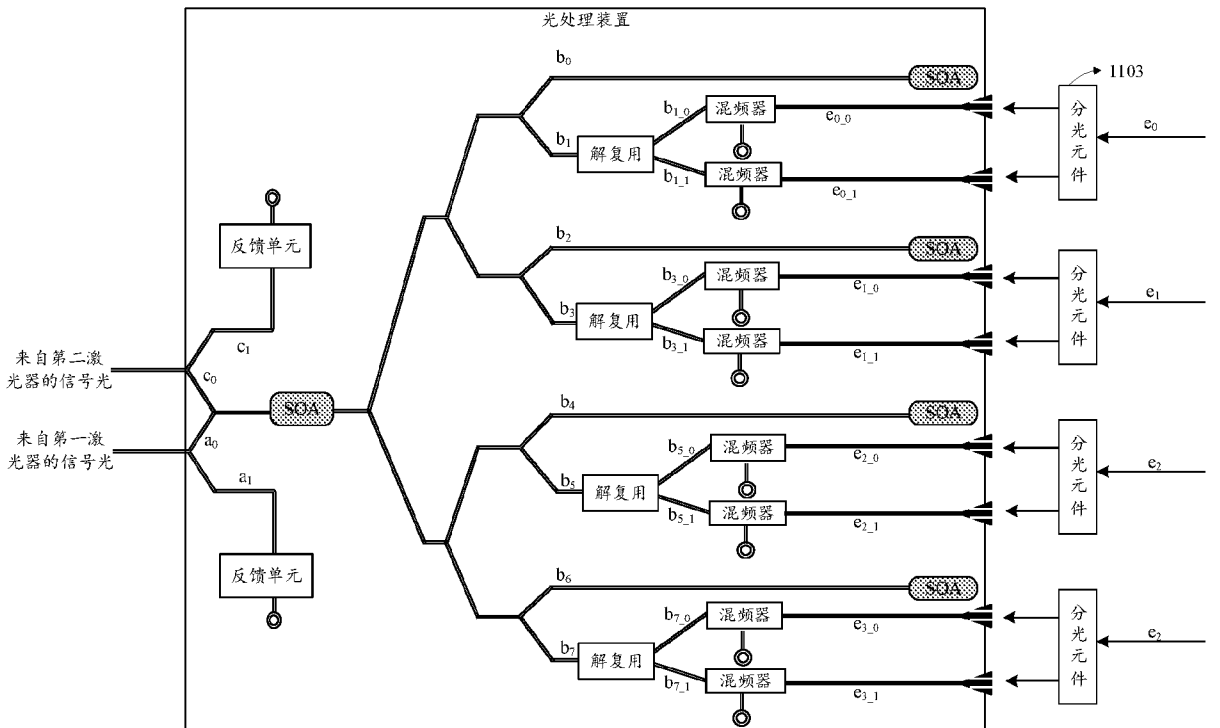 光处理装置
b0
SOA
1103
b1_0
混频器
e0_0
分光元件
e0
b1
解复用
b1_1
混频器
e0_1
反馈单元
b2
SOA
b3_0
混频器
e1_0
分光元件
e1
b3
解复用
b3_1
混频器
e1_1
c1
来自第二激
光器的信号光
c0
SOA
来自第一激
光器的信号光
a0
a1
反馈单元
b4
SOA
b5_0
混频器
e2_0
分光元件
e2
b5
解复用
b5_1
混频器
e2_1
b6
SOA
b7_0
混频器
e3_0
分光元件
e2
b7
解复用
b7_1
混频器
e3_1